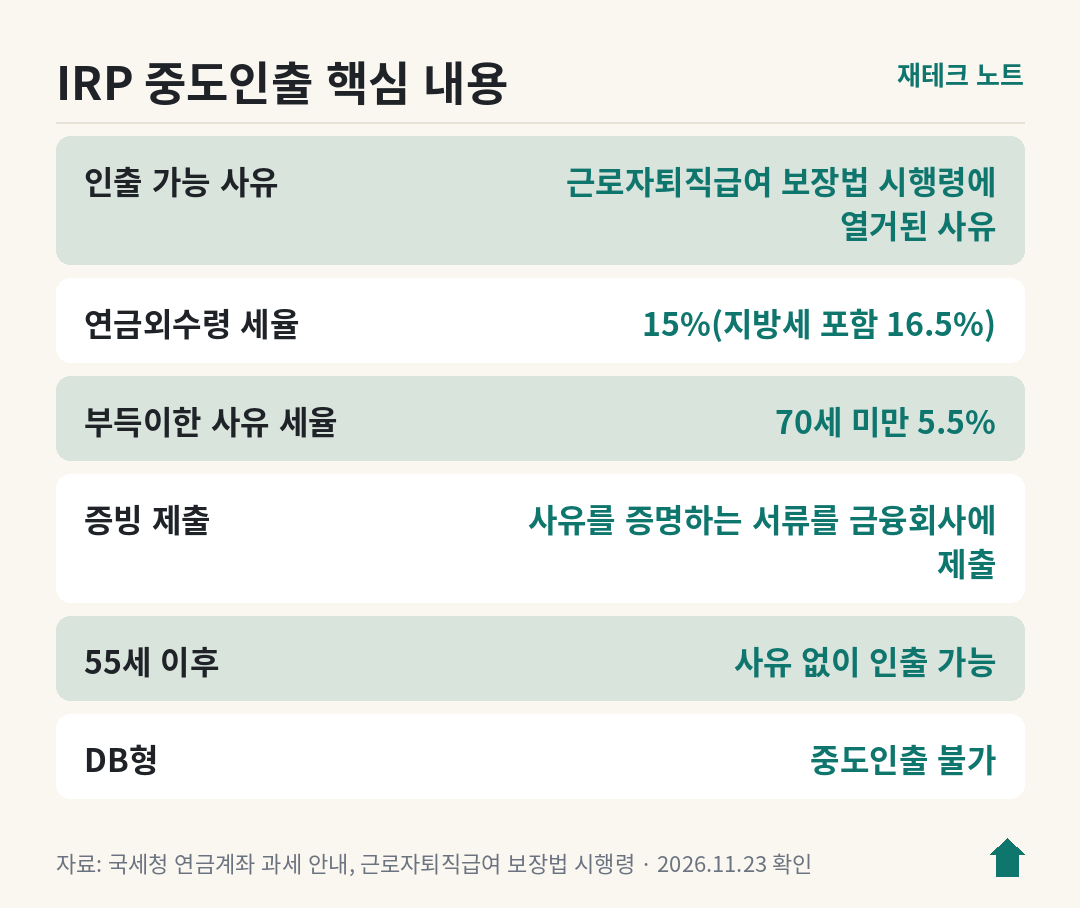 IRP 중도인출 핵심 내용
재테크 노트
인출 가능 사유
근로자퇴직급여 보장법 시행령에
열거된 사유
연금외수령 세율
15%(지방세 포함 16.5%)
부득이한 사유 세율
70세 미만 5.5%
증빙 제출
사유를 증명하는 서류를 금융회사에
제출
55세 이후
사유 없이 인출 가능
DB형
중도인출 불가
자료: 국세청 연금계좌 과세 안내, 근로자퇴직급여 보장법 시행령 · 2026.11.23 확인